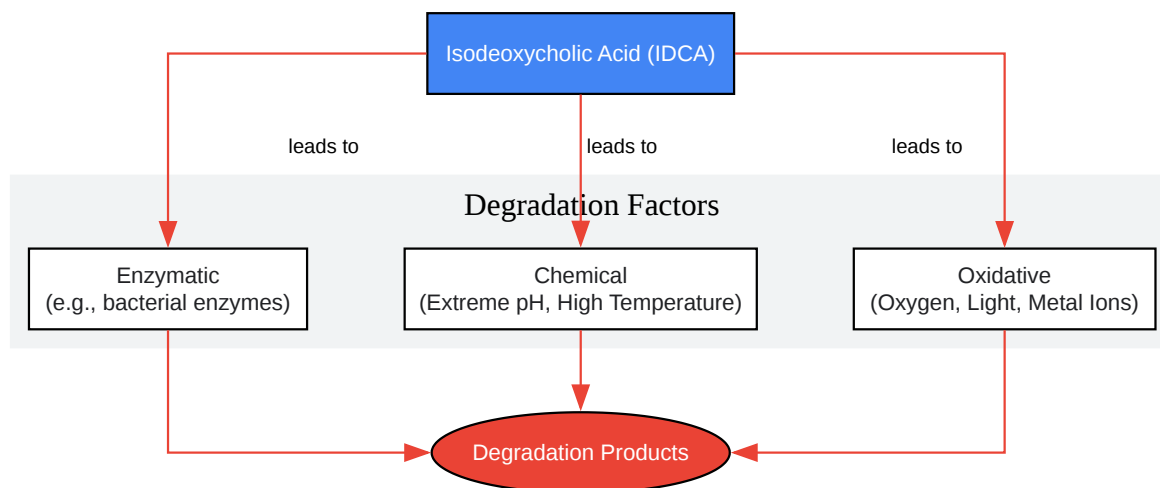 Isodeoxycholic Acid (IDCA)
leads to
leads to
leads to
Degradation Factors
Enzymatic
(e.g., bacterial enzymes)
Chemical
(Extreme pH, High Temperature)
Oxidative
(Oxygen, Light, Metal Ions)
Degradation Products